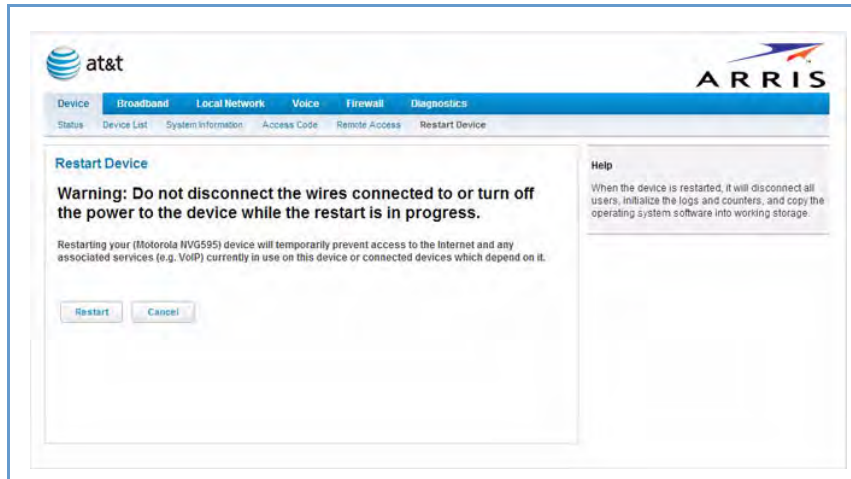 at&t
ARRIS
Device Broadband Local Network Voice Firewall Diagnostics
Status Device List System Information Access Code Remote Access Restart Device
Restart Device
Warning: Do not disconnect the wires connected to or turn off
the power to the device while the restart is in progress.
Restarting your (Motorola NVG595) device will temporarily prevent access to the Internet and any
associated services (e.g. VoIP) currently in use on this device or connected devices which depend on it.
Restart Cancel
Help
When the device is restarted, it will disconnect all
users, initialize the logs and counters, and copy the
operating system software into working storage.